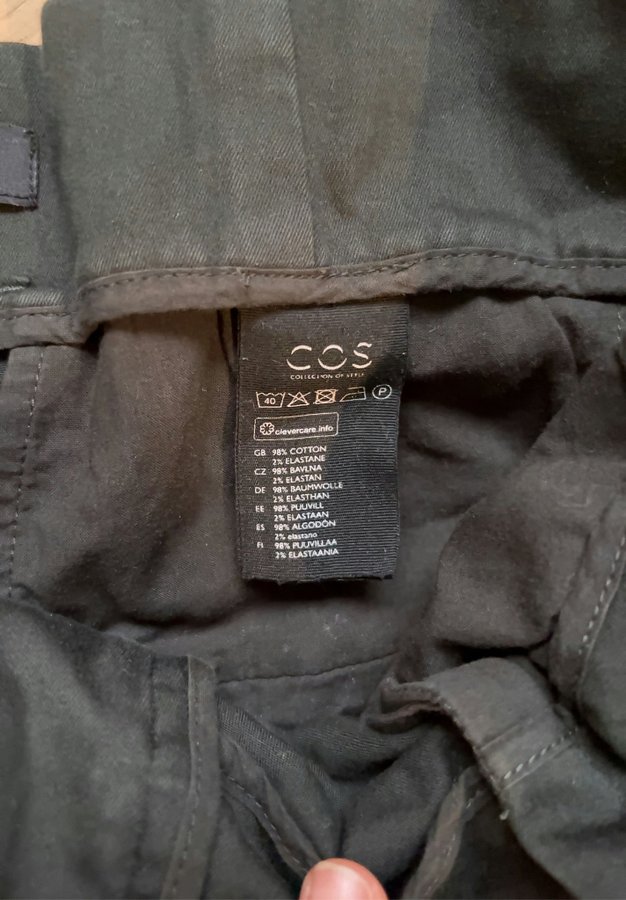 COS
COLLECTION OF STYLE
40 P
clevercare.info
GB 98% COTTON
2% ELASTANE
CZ 98% BAVLNA
2% ELASTAN
DE 98% BAUMWOLLE
2% ELASTHAN
EE 98% PUUVILL
2% ELASTAAN
ES 98% ALGODÓN
2% elastano
FI 98% PUUVILLAA
2% ELASTAANIA